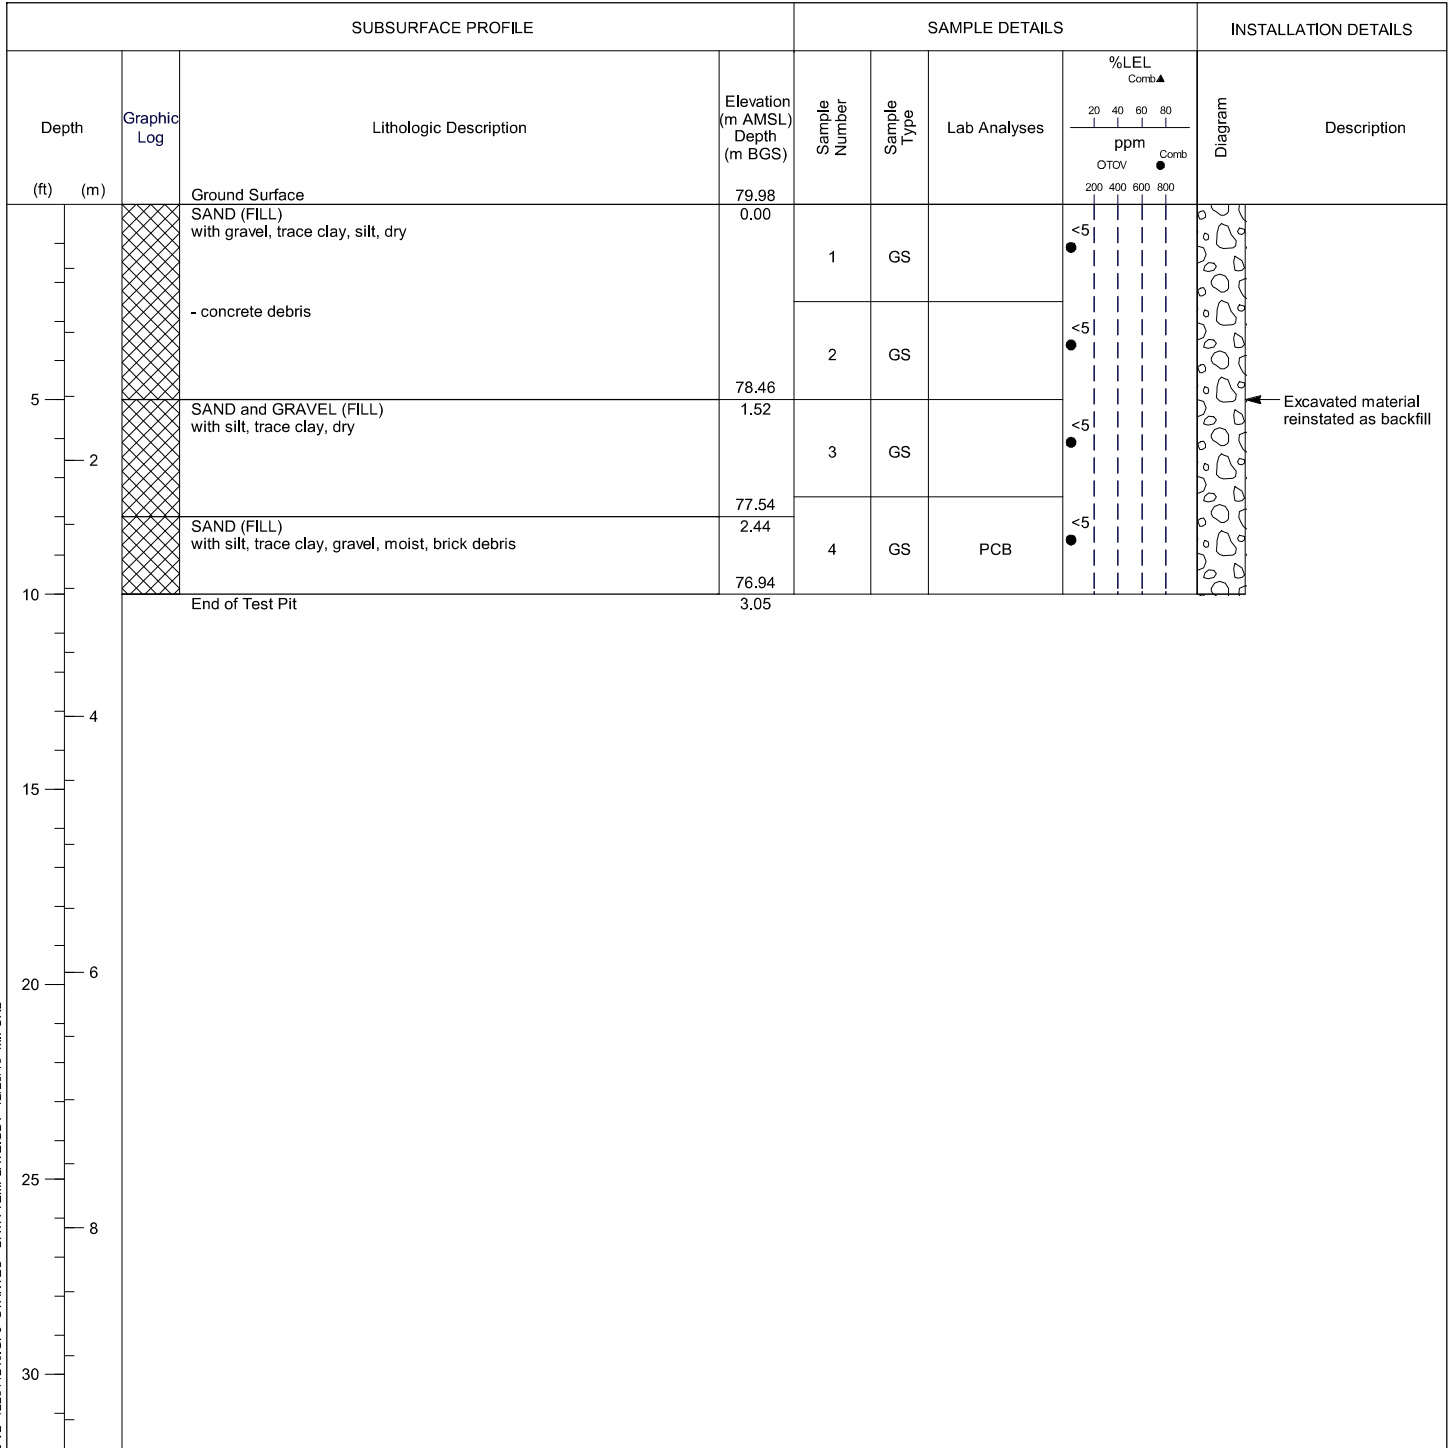 SUBSURFACE PROFILE
SAMPLE DETAILS
INSTALLATION DETAILS
Depth
(ft) (m)
Graphic
Log
Lithologic Description
Elevation
(m AMSL)
Depth
(m BGS)
Sample
Number
Sample
Type
Lab Analyses
%LEL
Comb▲
20 40 60 80
ppm
Comb
OTOV ●
200 400 600 800
Diagram
Description
Ground Surface 79.98
SAND (FILL) 0.00
with gravel, trace clay, silt, dry
<5
1 GS
- concrete debris
<5
2 GS
78.46
5
SAND and GRAVEL (FILL) 1.52
with silt, trace clay, dry
<5
Excavated material
reinstated as backfill
2
3 GS
77.54
SAND (FILL) 2.44
with silt, trace clay, gravel, moist, brick debris
<5
4 GS PCB
76.94
10
End of Test Pit 3.05
4
15
6
20
25
8
30